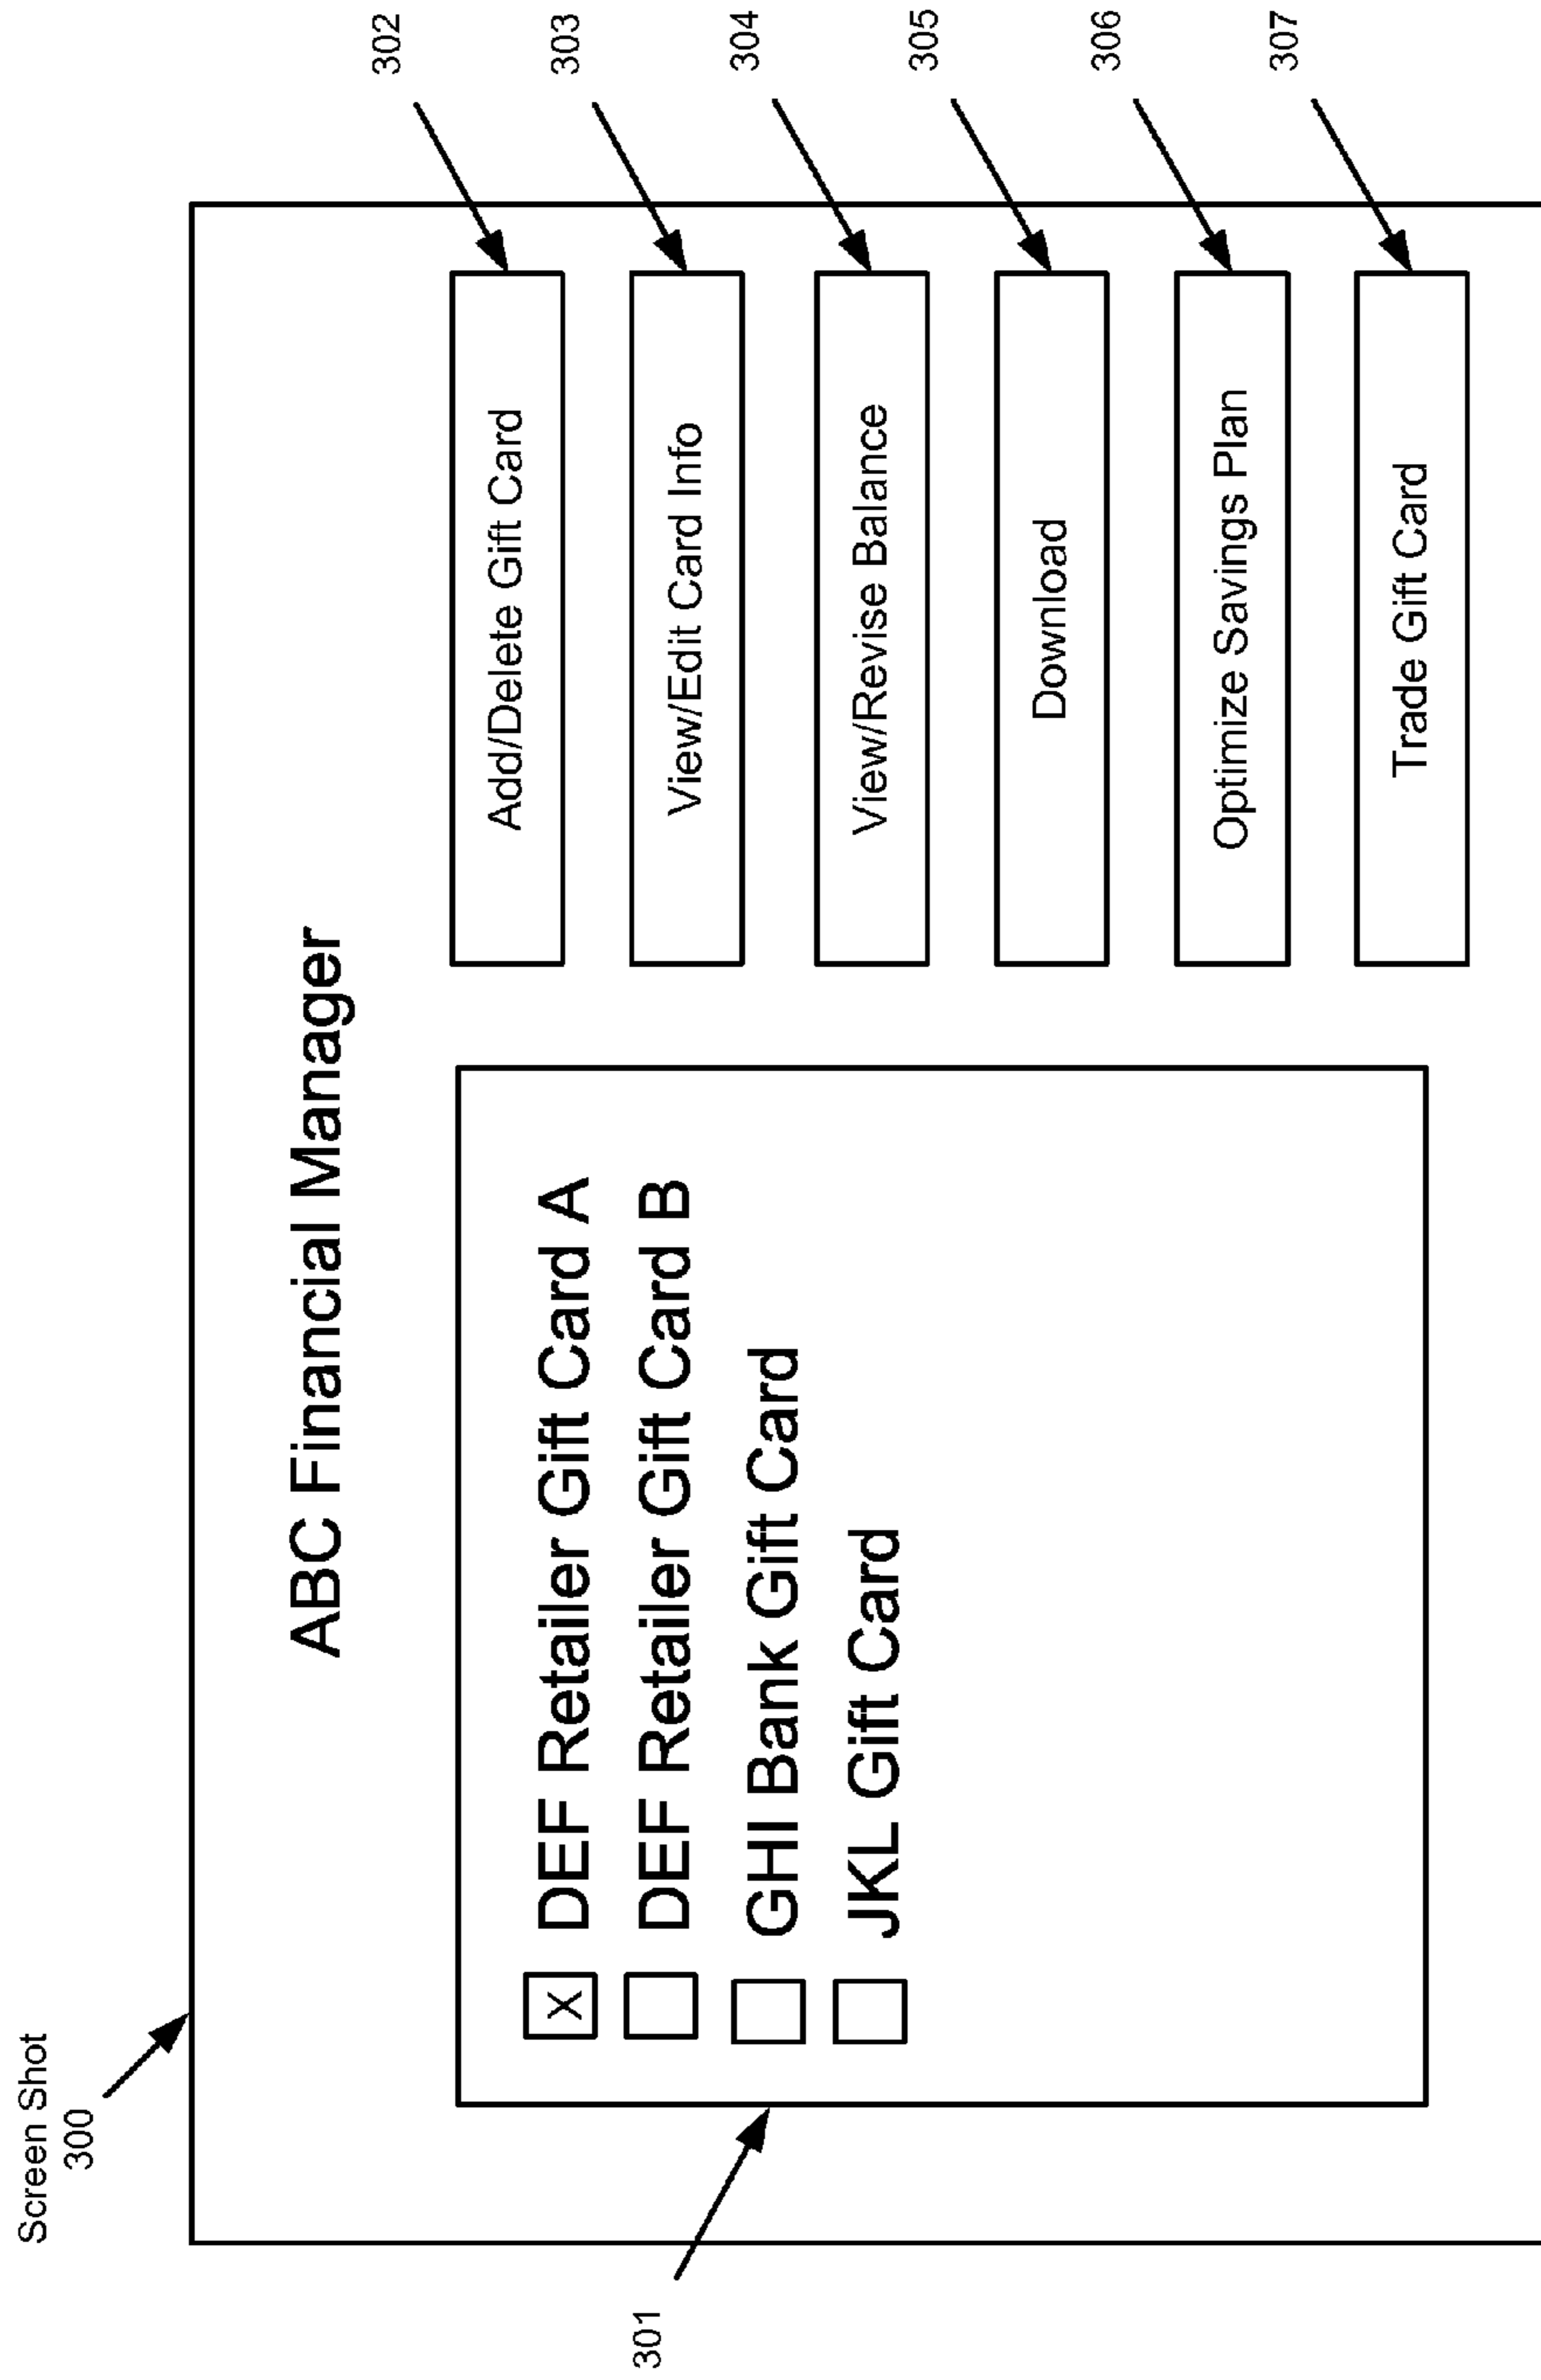 Screen Shot
300
ABC Financial Manager
301
X DEF Retailer Gift Card A
DEF Retailer Gift Card B
GHI Bank Gift Card
JKL Gift Card
Add/Delete Gift Card
302
View/Edit Card Info
303
View/Revise Balance
304
Download
305
Optimize Savings Plan
306
Trade Gift Card
307